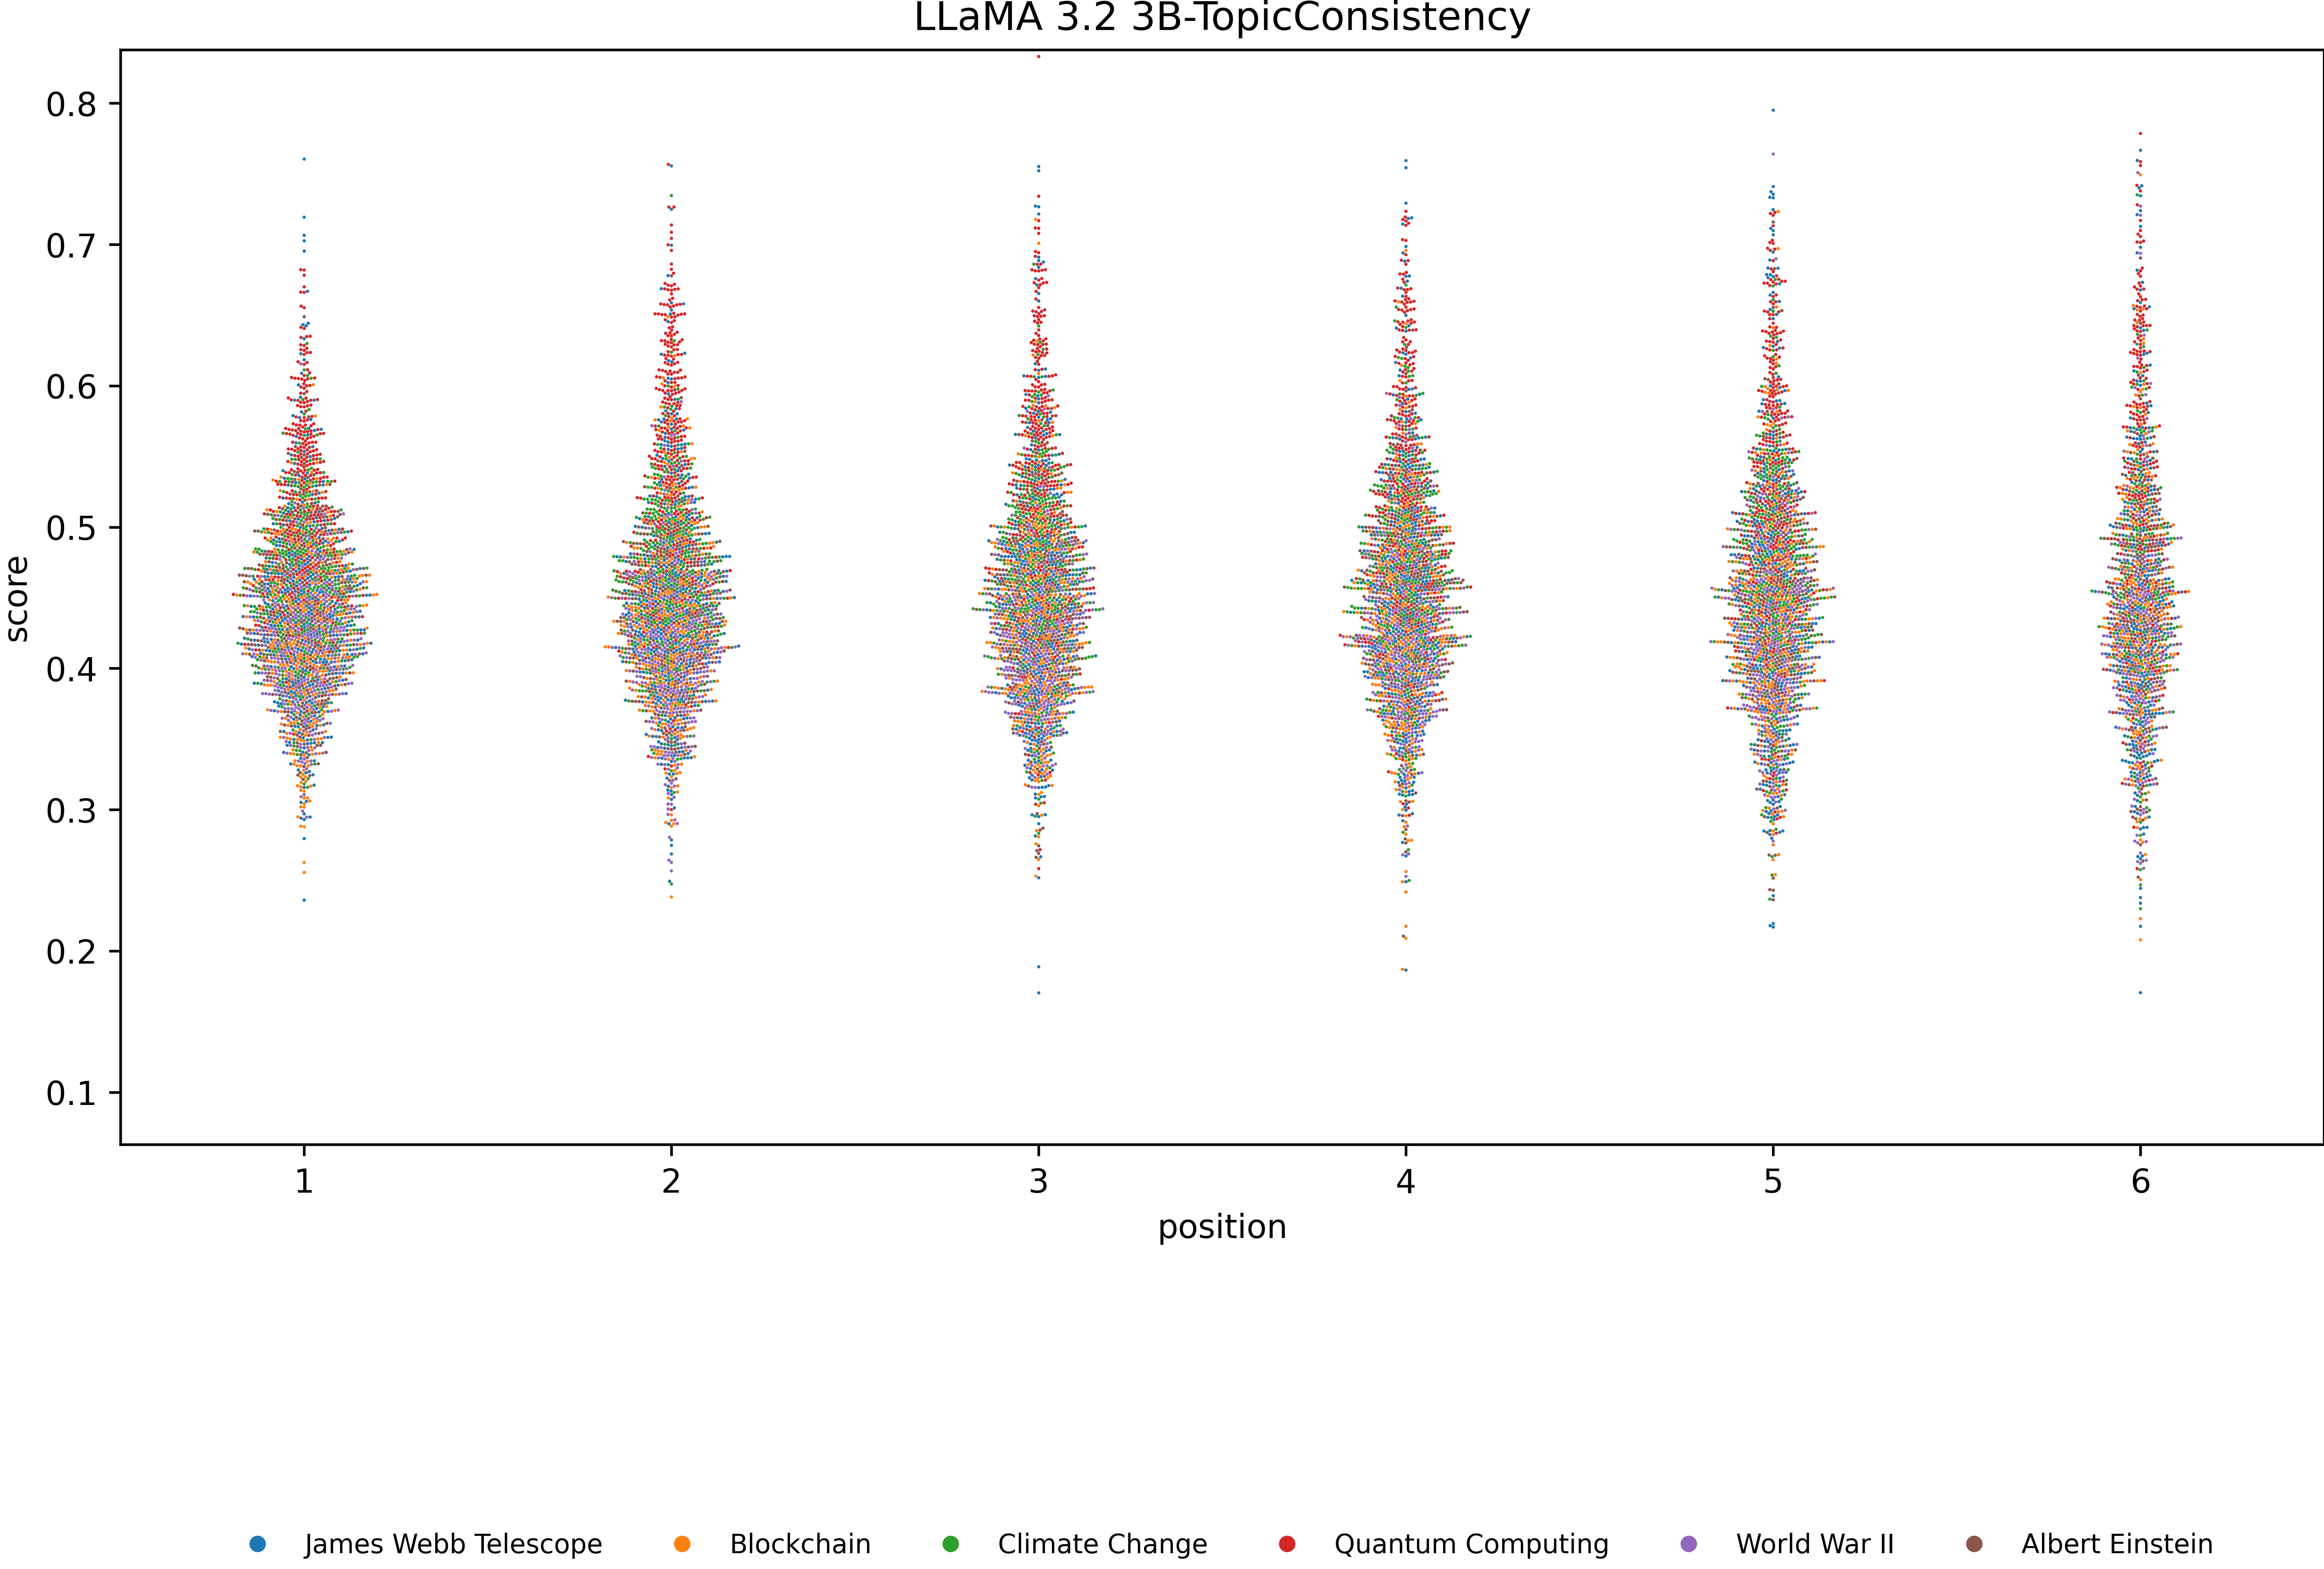 LLaMA 3.2 3B-TopicConsistency
0.8
0.7
0.6
0.5
0.4
0.3
0.2
0.1
score
1 2 3 4 5 6
position
James Webb Telescope Blockchain Climate Change Quantum Computing World War II Albert Einstein